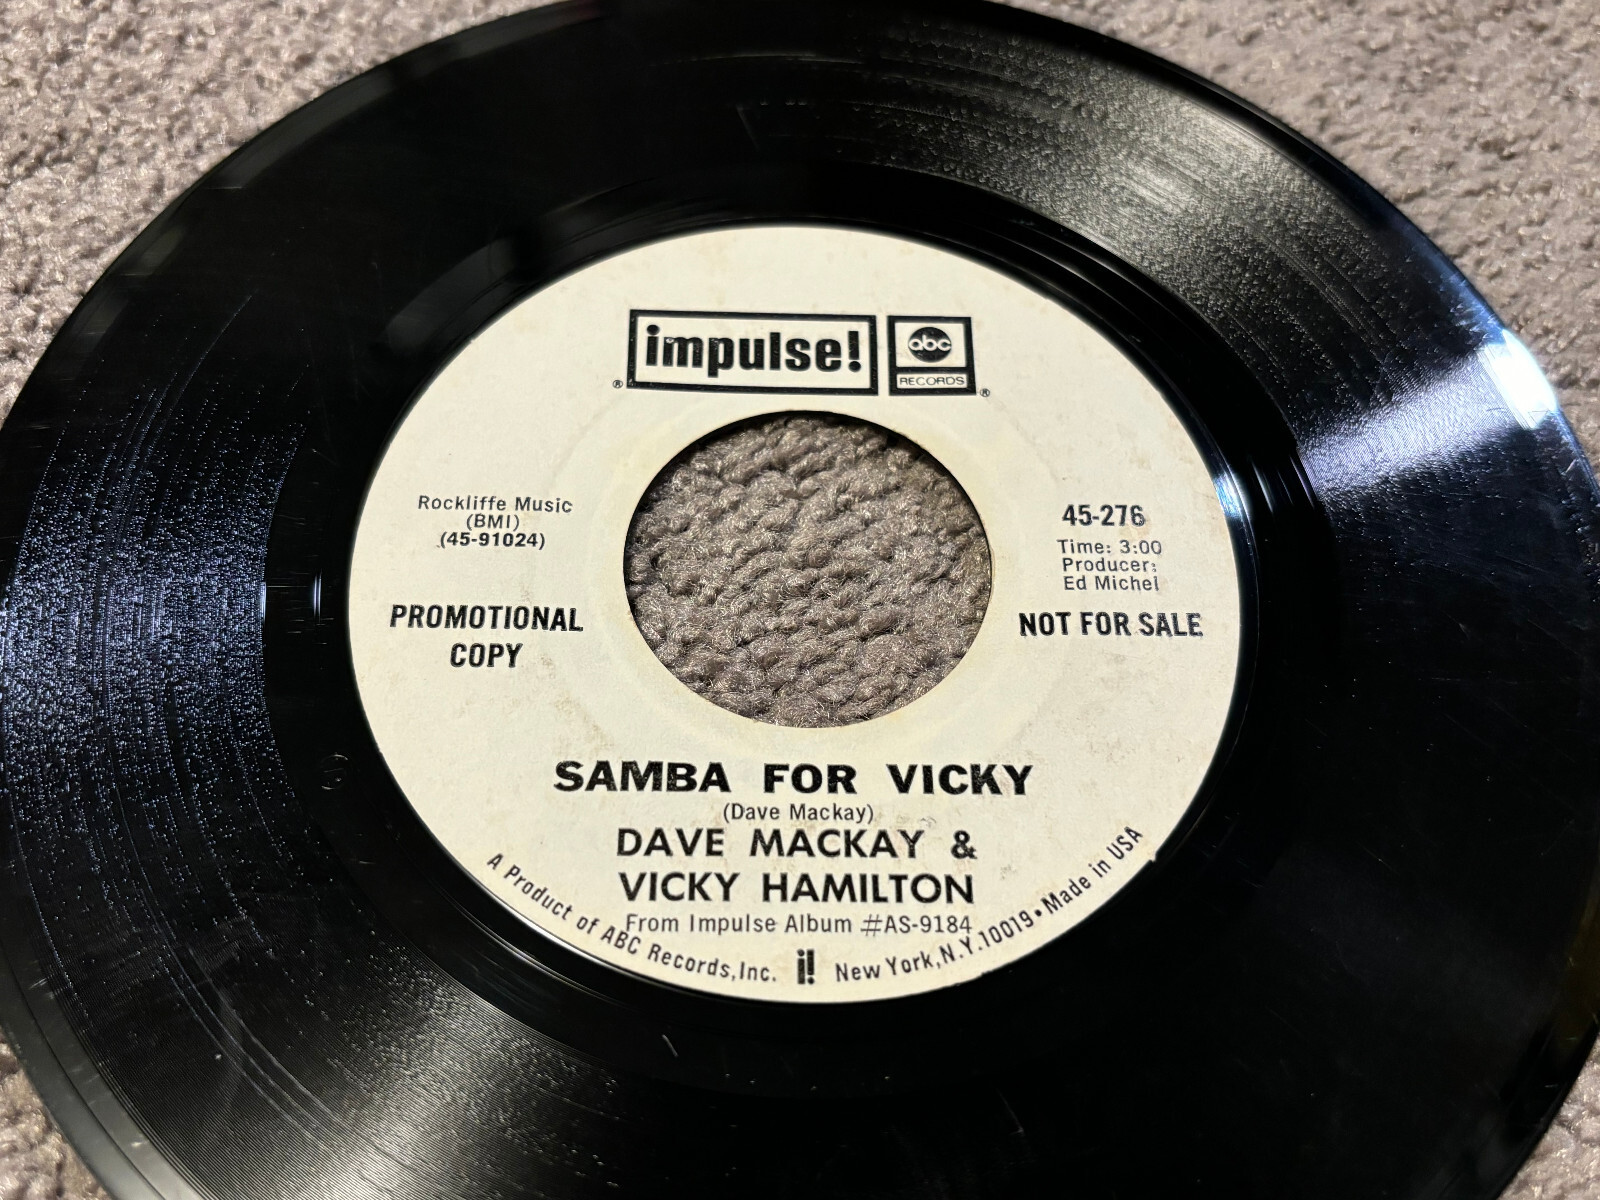 impulse!
abc
RECORDS
®
®
Rockliffe Music
(BMI)
(45-91024)
PROMOTIONAL
COPY
45-276
Time: 3:00
Producer:
Ed Michel
NOT FOR SALE
SAMBA FOR VICKY
(Dave Mackay)
DAVE MACKAY &
VICKY HAMILTON
From Impulse Album #AS-9184
A Product of ABC Records, Inc. i! New York, N.Y. 10019 • Made in USA